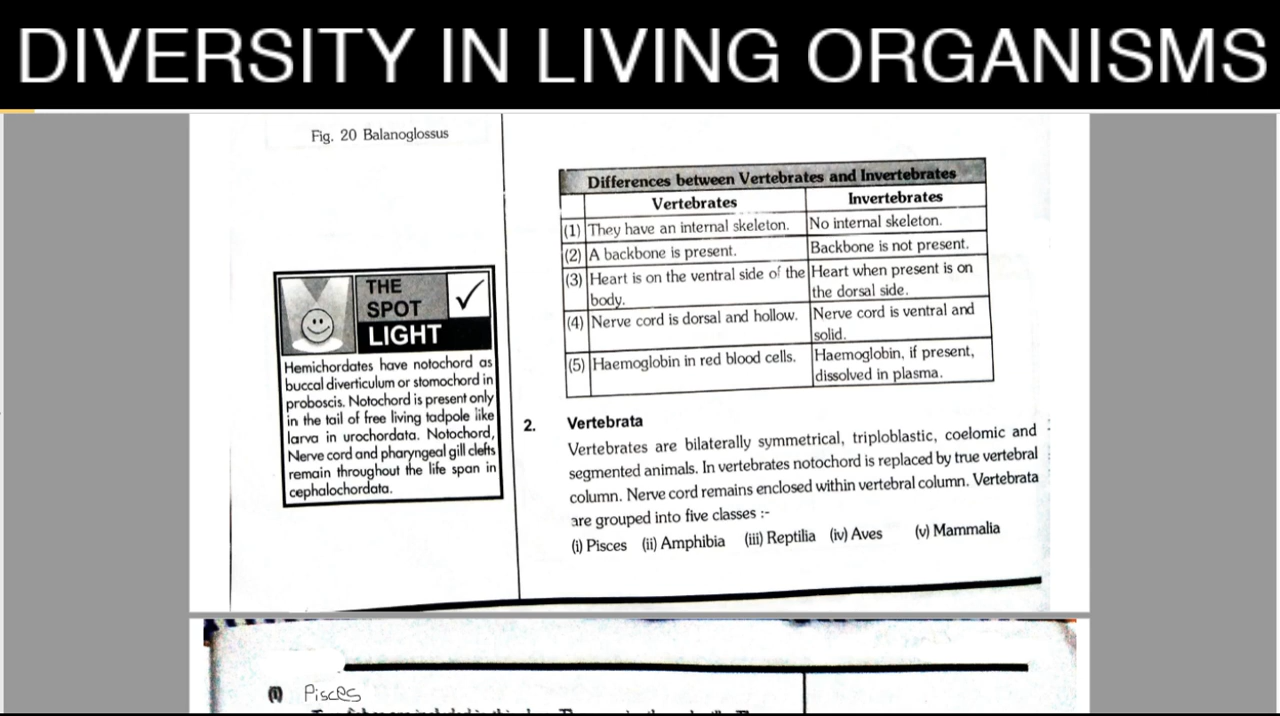 DIVERSITY IN LIVING ORGANISMS
Fig. 20 Balanoglossus
Differences between Vertebrates and Invertebrates
Vertebrates Invertebrates
(1) They have an internal skeleton. No internal skeleton.
(2) A backbone is present. Backbone is not present.
(3) Heart is on the ventral side of the body. Heart when present is on the dorsal side.
(4) Nerve cord is dorsal and hollow. Nerve cord is ventral and solid.
(5) Haemoglobin in red blood cells. Haemoglobin, if present, dissolved in plasma.
THE
SPOT
LIGHT
Hemichordates have notochord as
buccal diverticulum or stomochord in
proboscis. Notochord is present only
in the tail of free living tadpole like
larva in urochordata. Notochord,
Nerve cord and pharyngeal gill clefts
remain throughout the life span in
cephalochordata.
2. Vertebrata
Vertebrates are bilaterally symmetrical, triploblastic, coelomic and
segmented animals. In vertebrates notochord is replaced by true vertebral
column. Nerve cord remains enclosed within vertebral column. Vertebrata
are grouped into five classes :-
(i) Pisces (ii) Amphibia (iii) Reptilia (iv) Aves (v) Mammalia
(i) Pisces